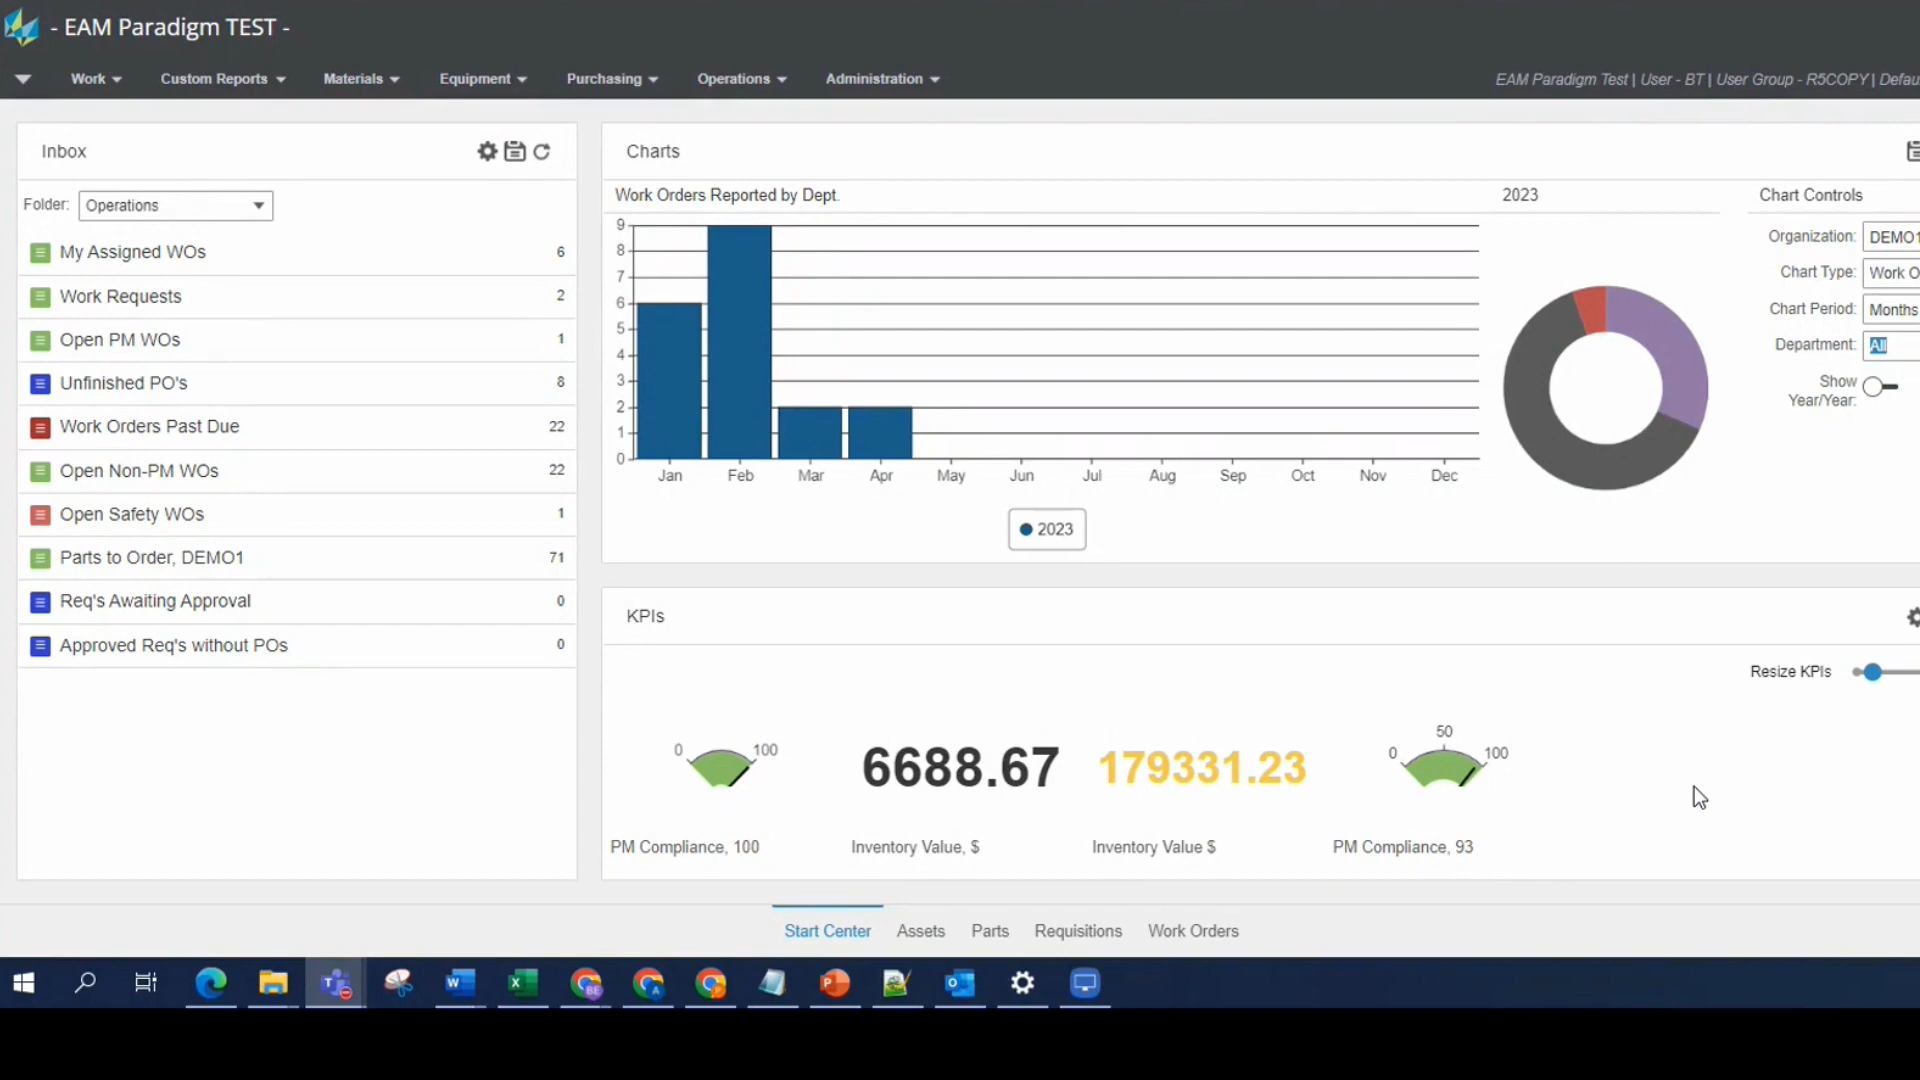 - EAM Paradigm TEST -
Work
Custom Reports
Materials
Equipment
Purchasing
Operations
Administration
EAM Paradigm Test | User - BT | User Group - R5COPY | Defau
Inbox
Folder: Operations
My Assigned WOs 6
Work Requests 2
Open PM WOs 1
Unfinished PO's 8
Work Orders Past Due 22
Open Non-PM WOs 22
Open Safety WOs 1
Parts to Order, DEMO1 71
Req's Awaiting Approval 0
Approved Req's without POs 0
Charts
Work Orders Reported by Dept.
9
8
7
6
5
4
3
2
1
0
Jan Feb Mar Apr May Jun Jul Aug Sep Oct Nov Dec
2023
2023
Chart Controls
Organization: DEMO1
Chart Type: Work O
Chart Period: Months
Department: All
Show
Year/Year:
KPIs
Resize KPIs
0 100
6688.67
179331.23
0 50 100
PM Compliance, 100
Inventory Value, $
Inventory Value $
PM Compliance, 93
Start Center Assets Parts Requisitions Work Orders